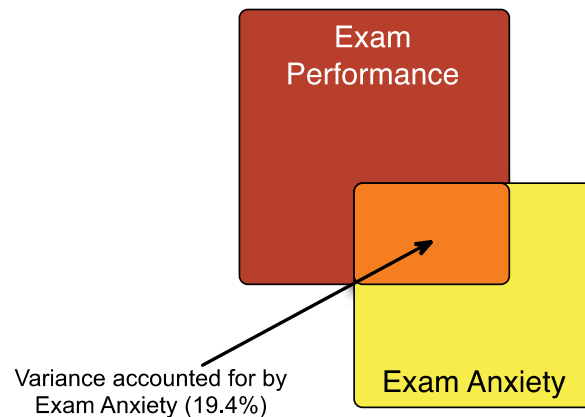 Exam
Performance
Exam Anxiety
Variance accounted for by
Exam Anxiety (19.4%)